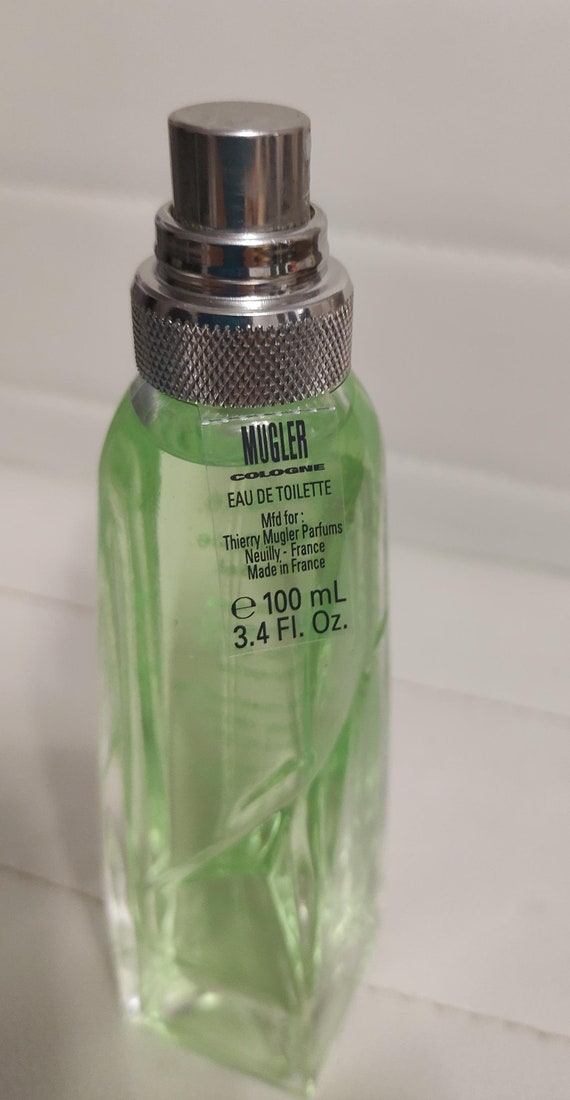 MUGLER
COLOGNE
EAU DE TOILETTE
Mfd for :
Thierry Mugler Parfums
Neuilly - France
Made in France
℮ 100 mL
3.4 Fl. Oz.